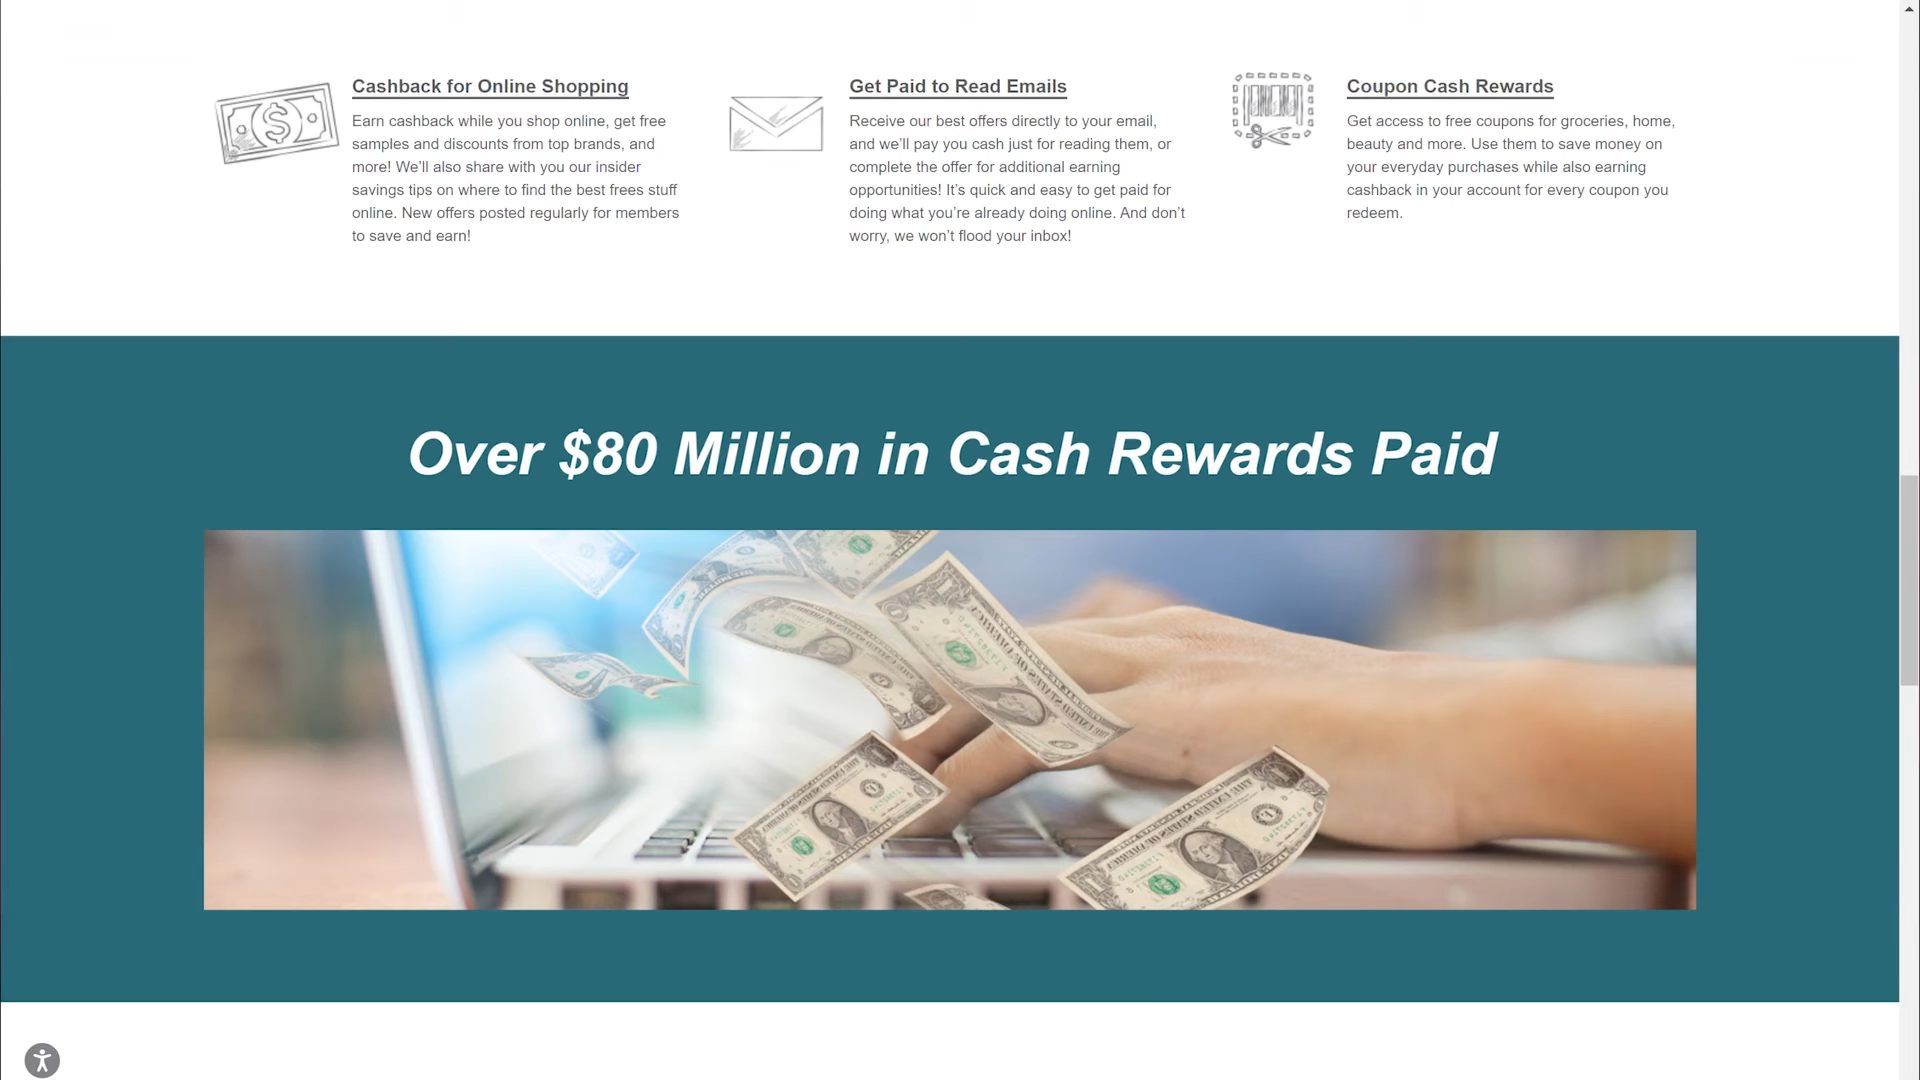 Cashback for Online Shopping
Earn cashback while you shop online, get free
samples and discounts from top brands, and
more! We’ll also share with you our insider
savings tips on where to find the best frees stuff
online. New offers posted regularly for members
to save and earn!
Get Paid to Read Emails
Receive our best offers directly to your email,
and we’ll pay you cash just for reading them, or
complete the offer for additional earning
opportunities! It’s quick and easy to get paid for
doing what you’re already doing online. And don’t
worry, we won’t flood your inbox!
Coupon Cash Rewards
Get access to free coupons for groceries, home,
beauty and more. Use them to save money on
your everyday purchases while also earning
cashback in your account for every coupon you
redeem.
Over $80 Million in Cash Rewards Paid